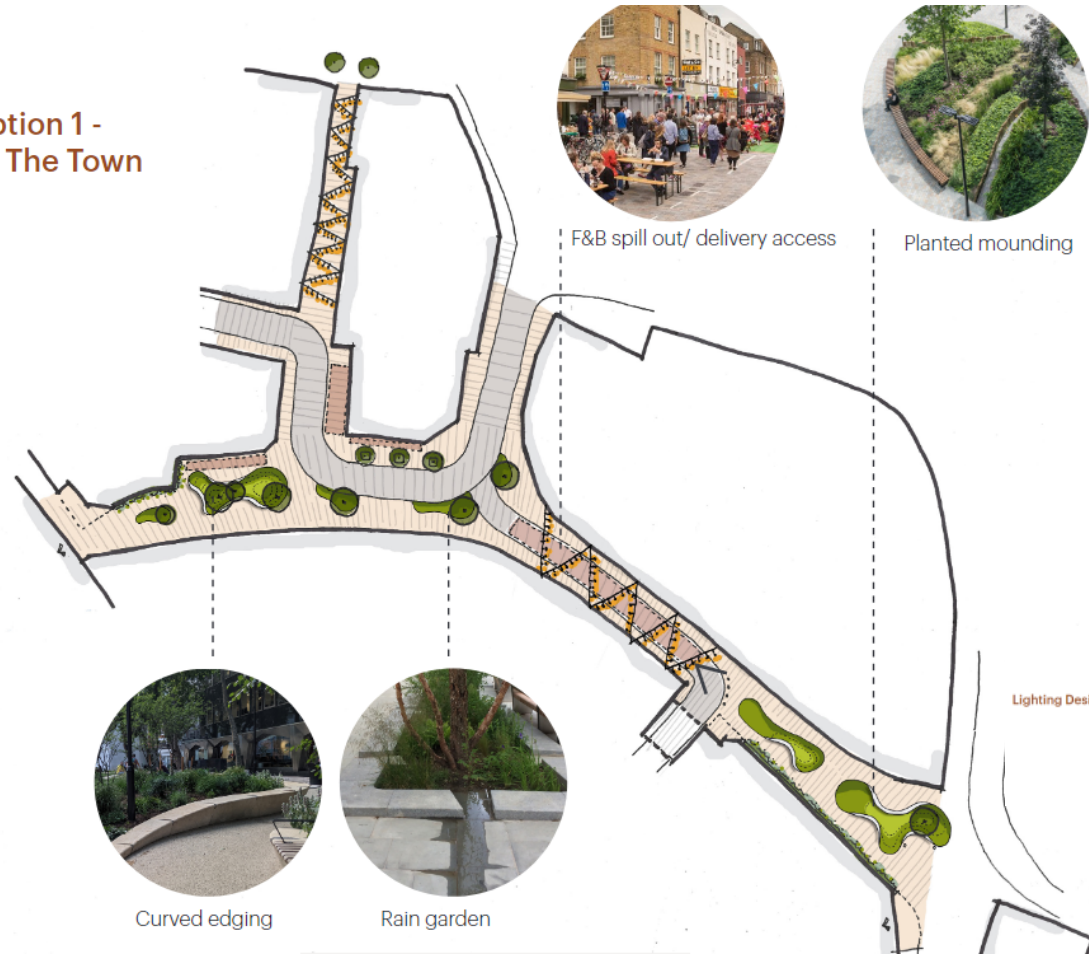 ption 1 -
The Town
F&B spill out/ delivery access
Planted mounding
Lighting Desi
Curved edging
Rain garden